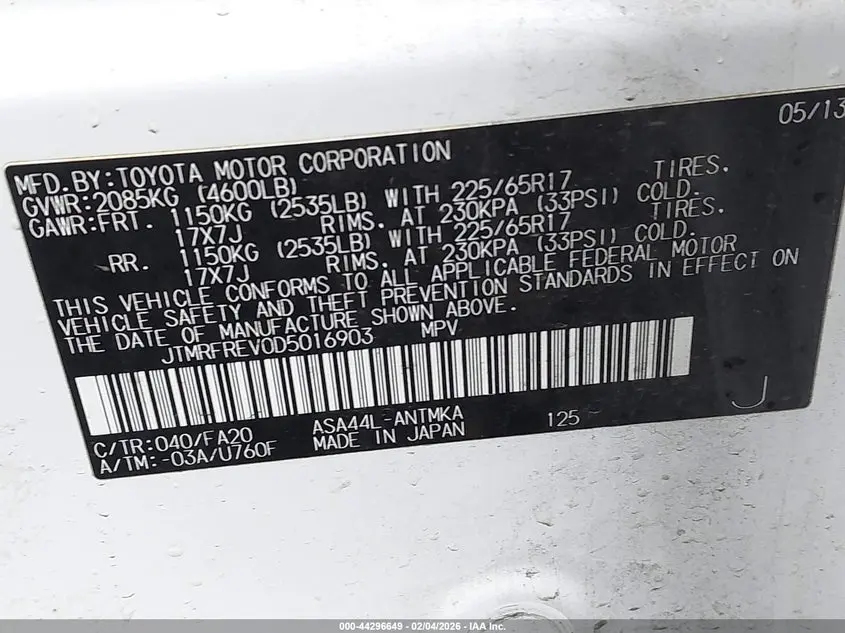 05/13
MFD.BY:TOYOTA MOTOR CORPORATION
GVWR:2085KG (4600LB)
GAWR:FRT. 1150KG (2535LB) WITH 225/65R17 TIRES.
17X7J RIMS. AT 230KPA (33PSI) COLD.
RR. 1150KG (2535LB) WITH 225/65R17 TIRES.
17X7J RIMS. AT 230KPA (33PSI) COLD.
THIS VEHICLE CONFORMS TO ALL APPLICABLE FEDERAL MOTOR
VEHICLE SAFETY AND THEFT PREVENTION STANDARDS IN EFFECT ON
THE DATE OF MANUFACTURE SHOWN ABOVE.
JTMRFREV0D5016903 MPV
C/TR:040/FA20 ASA44L-ANTMKA 125 J
A/TM:-03A/U760F MADE IN JAPAN
000-44296649 - 02/04/2026 - IAA Inc.